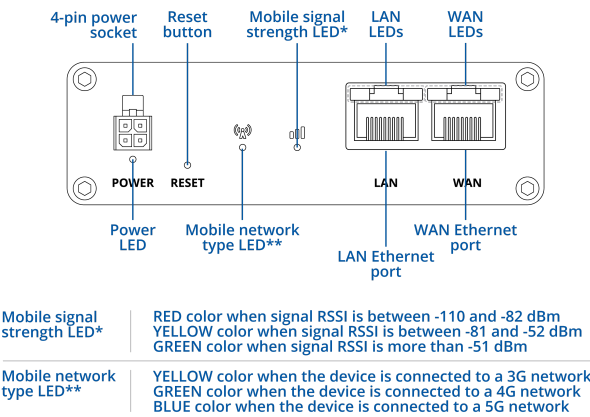 4-pin power
socket
Reset
button
Mobile signal
strength LED*
LAN
LEDs
WAN
LEDs
POWER
RESET
LAN
WAN
Power
LED
Mobile network
type LED**
LAN Ethernet
port
WAN Ethernet
port
Mobile signal
strength LED*
RED color when signal RSSI is between -110 and -82 dBm
YELLOW color when signal RSSI is between -81 and -52 dBm
GREEN color when signal RSSI is more than -51 dBm
Mobile network
type LED**
YELLOW color when the device is connected to a 3G network
GREEN color when the device is connected to a 4G network
BLUE color when the device is connected to a 5G network